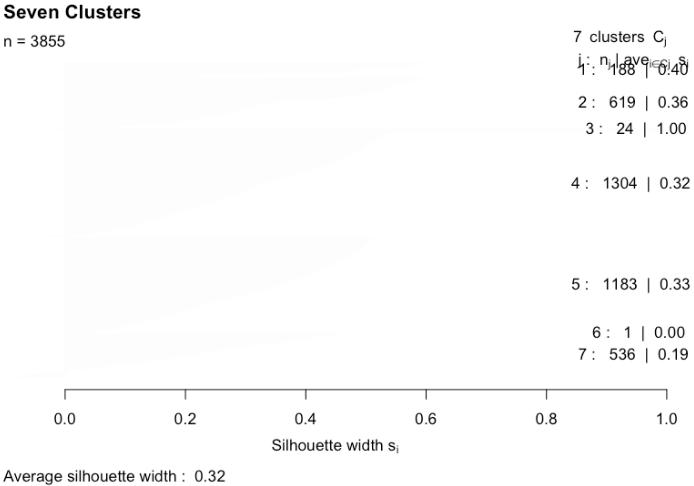 Seven Clusters
n = 3855
7 clusters Cj
j : nj | avei∈Cj si
1 : 188 | 0.40
2 : 619 | 0.36
3 : 24 | 1.00
4 : 1304 | 0.32
5 : 1183 | 0.33
6 : 1 | 0.00
7 : 536 | 0.19
0.0 0.2 0.4 0.6 0.8 1.0
Silhouette width si
Average silhouette width : 0.32